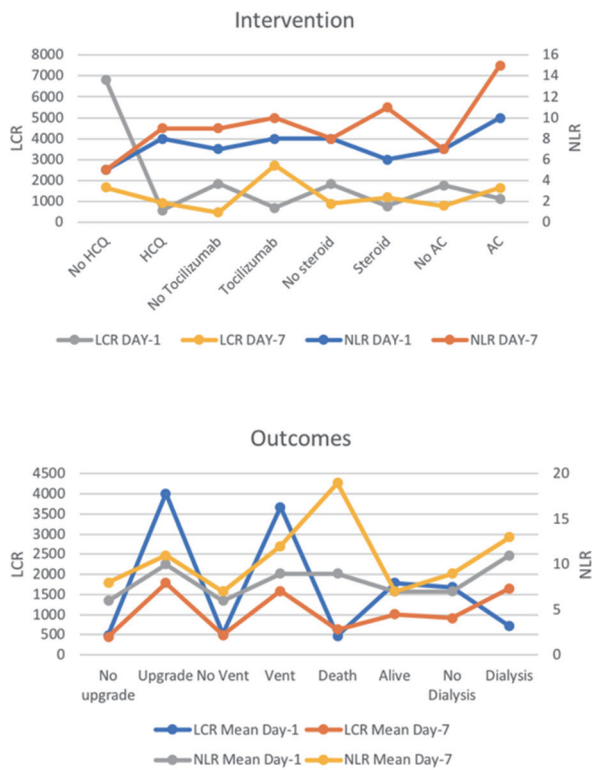 Intervention
8000
7000
6000
5000
4000
3000
2000
1000
0
LCR
16
14
12
10
8
6
4
2
0
NLR
No HCQ
HCQ
No Tocilizumab
Tocilizumab
No steroid
Steroid
No AC
AC
LCR DAY-1 LCR DAY-7 NLR DAY-1 NLR DAY-7
Outcomes
4500
4000
3500
3000
2500
2000
1500
1000
500
0
LCR
20
15
10
5
0
NLR
No
upgrade
Upgrade
No Vent
Vent
Death
Alive
No
Dialysis
Dialysis
LCR Mean Day-1 LCR Mean Day-7
NLR Mean Day-1 NLR Mean Day-7